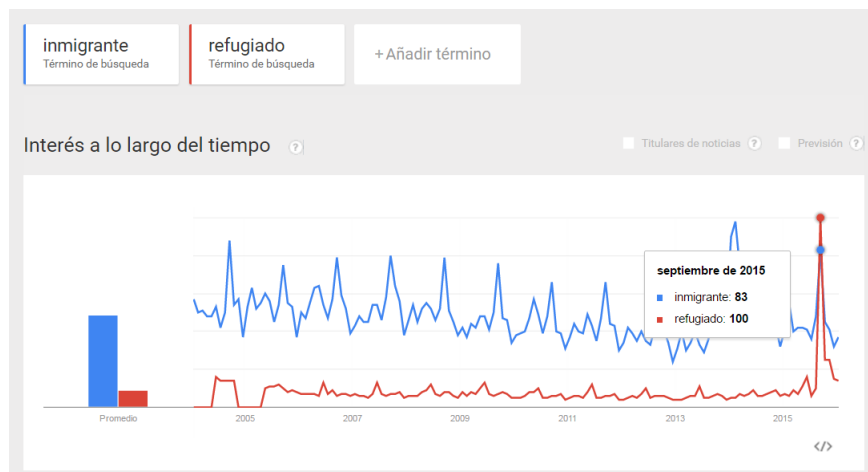 inmigrante
Término de búsqueda
refugiado
Término de búsqueda
+ Añadir término
Interés a lo largo del tiempo ?
Titulares de noticias ?
Previsión ?
septiembre de 2015
inmigrante: 83
refugiado: 100
Promedio
2005
2007
2009
2011
2013
2015
</>